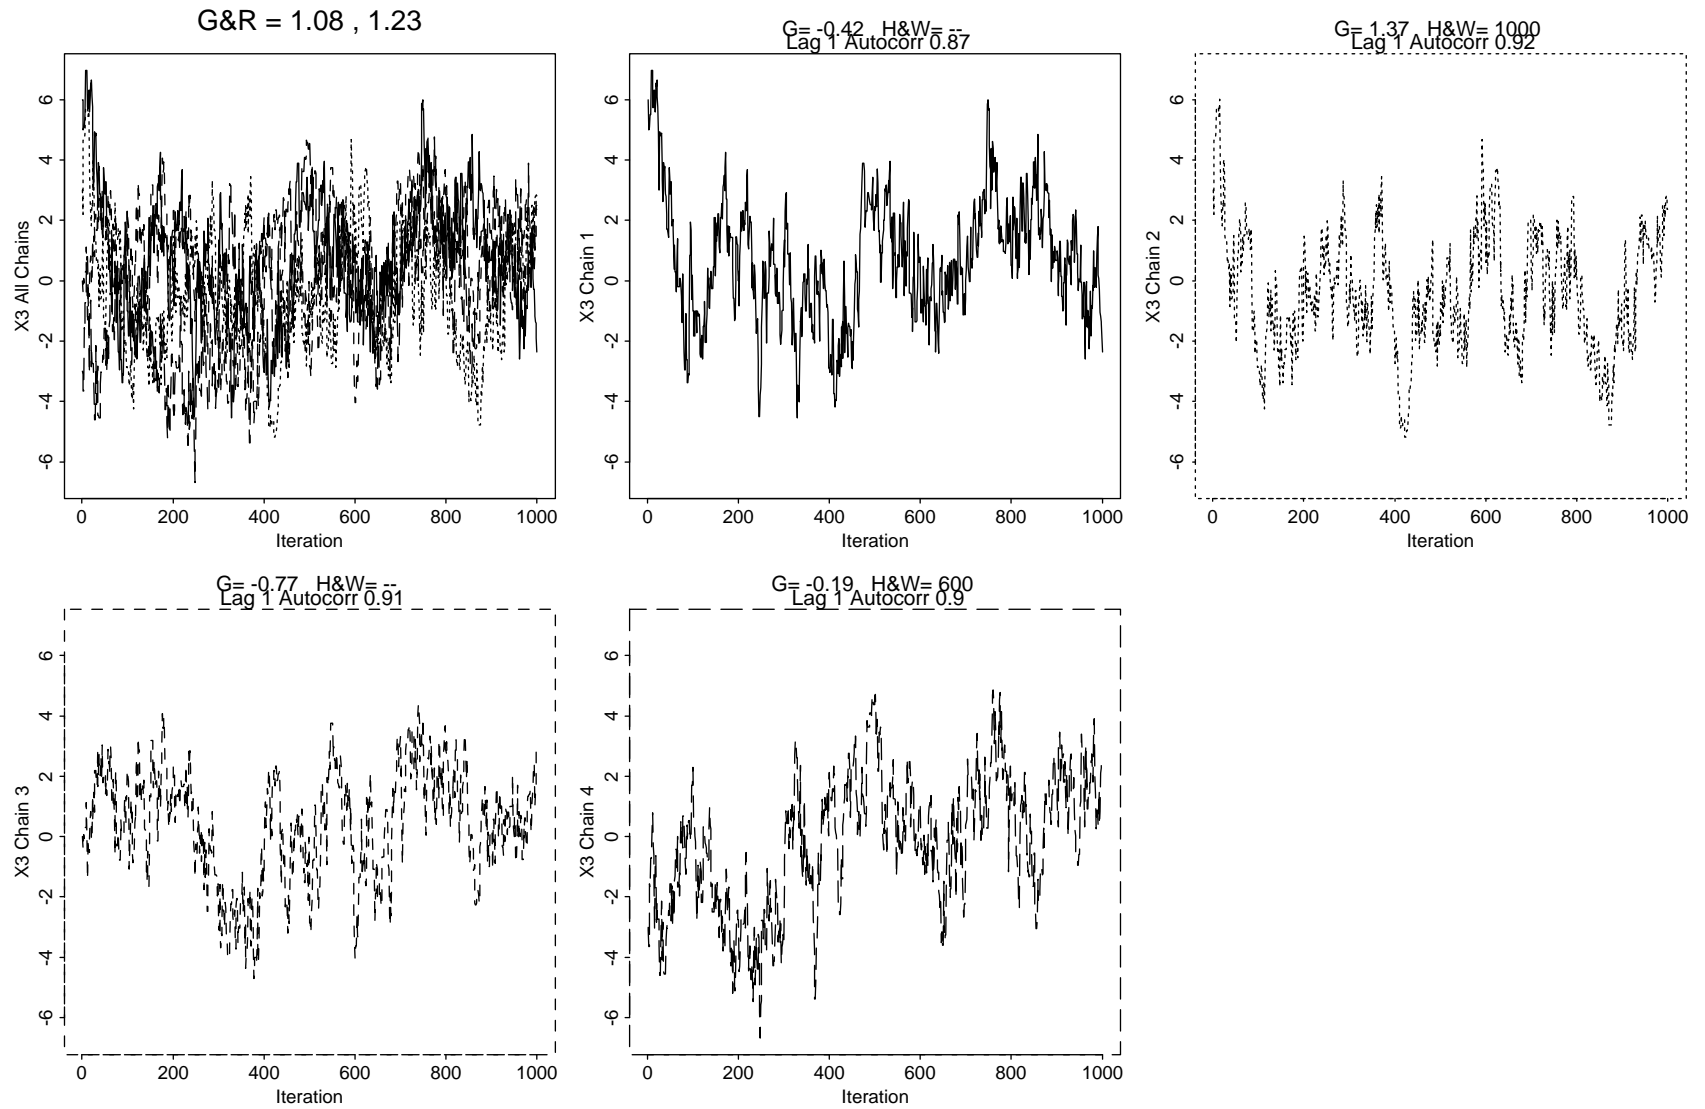 G&R = 1.08 , 1.23
6
4
2
0
-2
-4
-6
X3 All Chains
0 200 400 600 800 1000
Iteration
G= -0.42 , H&W= --
Lag 1 Autocorr 0.87
6
4
2
0
-2
-4
-6
X3 Chain 1
0 200 400 600 800 1000
Iteration
G= 1.37 , H&W= 1000
Lag 1 Autocorr 0.92
6
4
2
0
-2
-4
-6
X3 Chain 2
0 200 400 600 800 1000
Iteration
G= -0.77 , H&W= --
Lag 1 Autocorr 0.91
6
4
2
0
-2
-4
-6
X3 Chain 3
0 200 400 600 800 1000
Iteration
G= -0.19 , H&W= 600
Lag 1 Autocorr 0.9
6
4
2
0
-2
-4
-6
X3 Chain 4
0 200 400 600 800 1000
Iteration